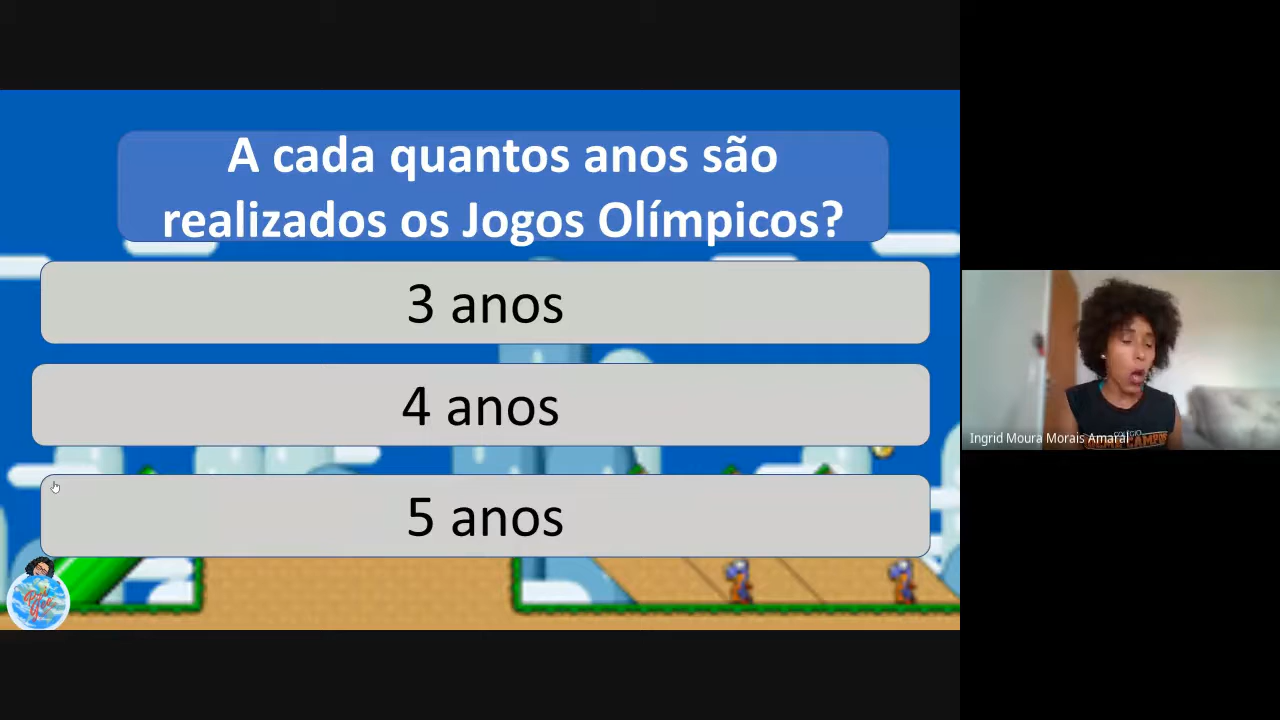 A cada quantos anos são
realizados os Jogos Olímpicos?
3 anos
4 anos
5 anos
Ingrid Moura Morais Amaral